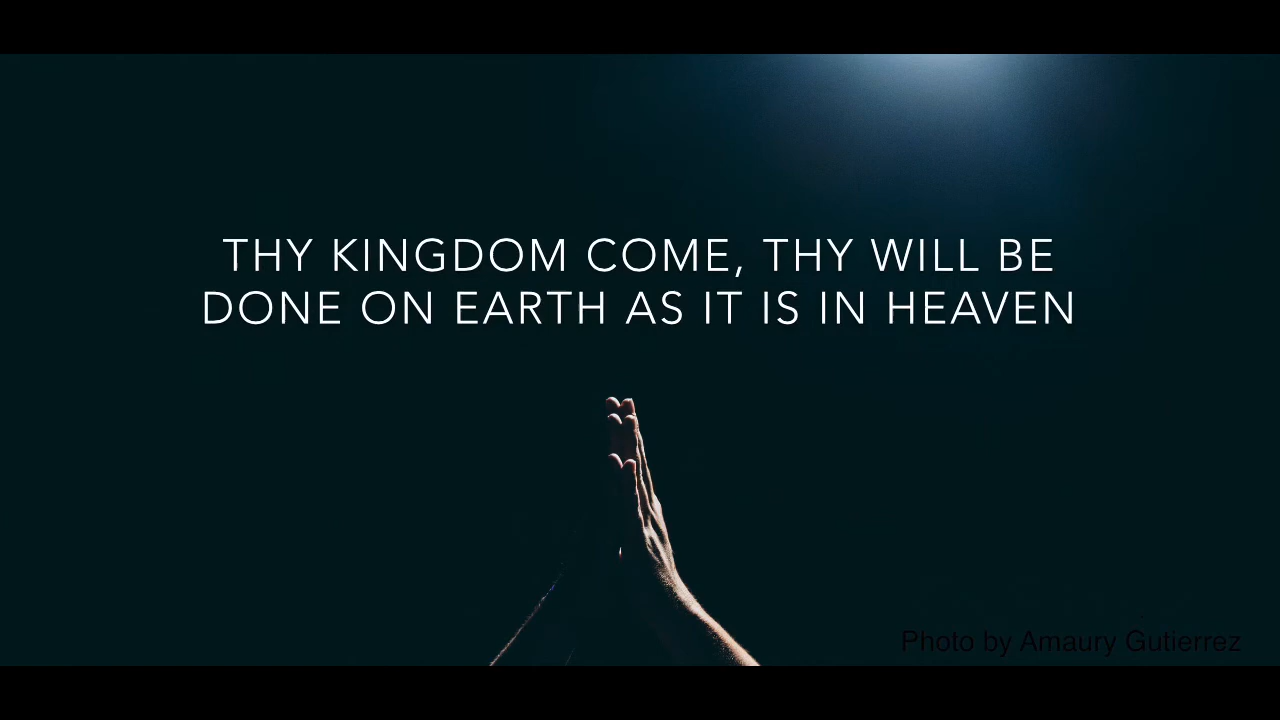 THY KINGDOM COME, THY WILL BE
DONE ON EARTH AS IT IS IN HEAVEN
Photo by Amaury Gutierrez